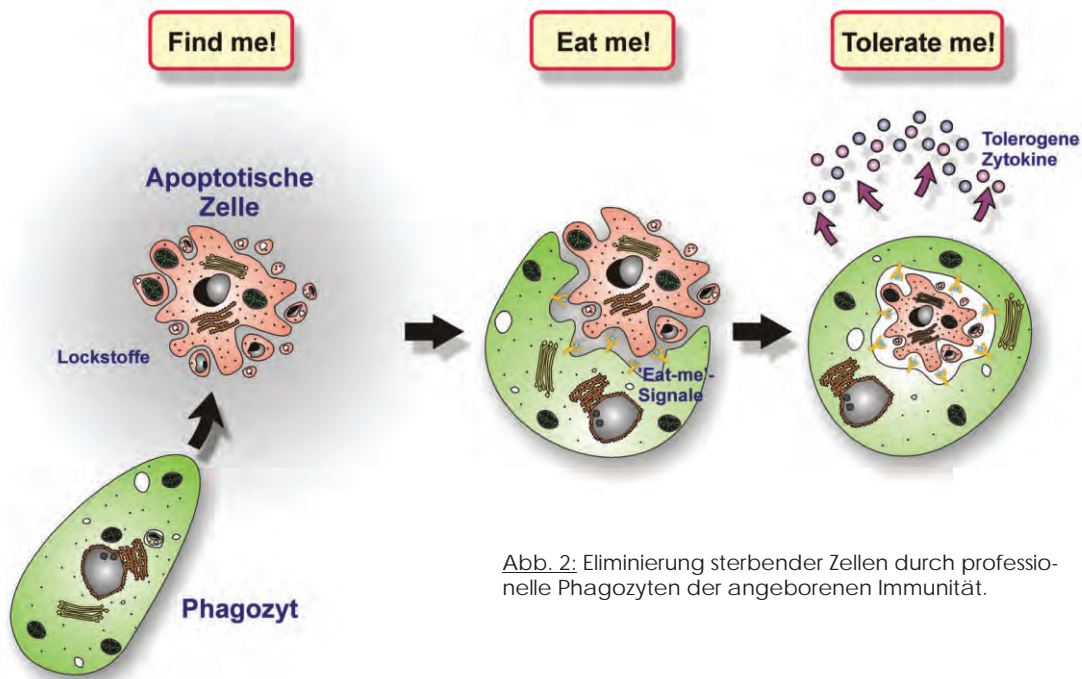 Find me!
Eat me!
Tolerate me!
Tolerogene
Zytokine
Apoptotische
Zelle
Lockstoffe
'Eat-me'-
Signale
Phagozyt
Abb. 2: Eliminierung sterbender Zellen durch professio-
nelle Phagozyten der angeborenen Immunität.